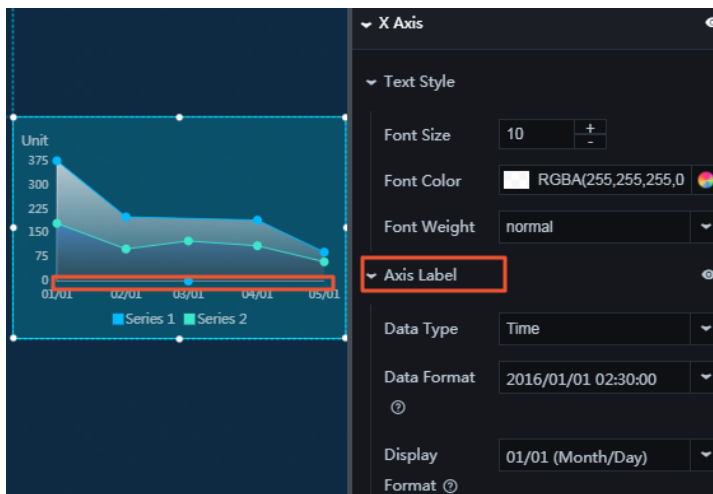 Unit
375
300
225
150
75
0
01/01 02/01 03/01 04/01 05/01
Series 1 Series 2
X Axis
Text Style
Font Size 10 + -
Font Color RGBA(255,255,255,0
Font Weight normal
Axis Label
Data Type Time
Data Format 2016/01/01 02:30:00
?
Display 01/01 (Month/Day)
Format ?